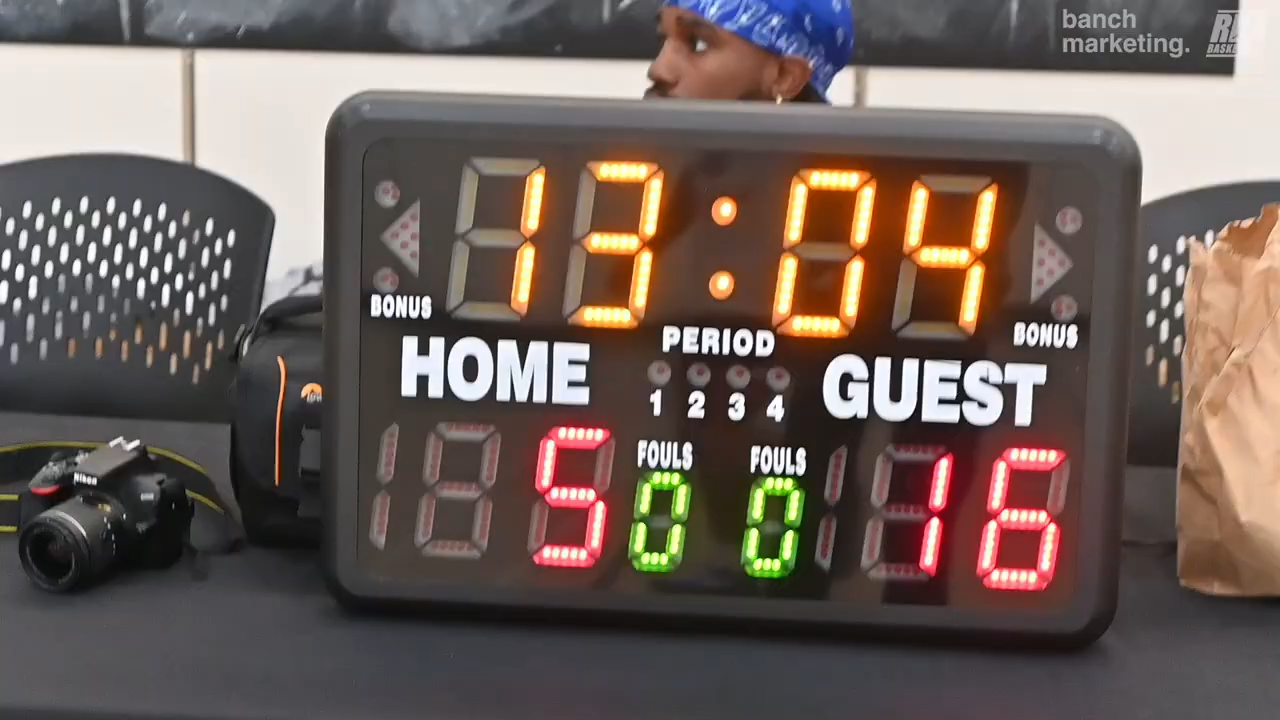 banch
marketing.
13:04
BONUS
PERIOD
BONUS
HOME
1 2 3 4
GUEST
5
FOULS
0
FOULS
0
16
Nikon